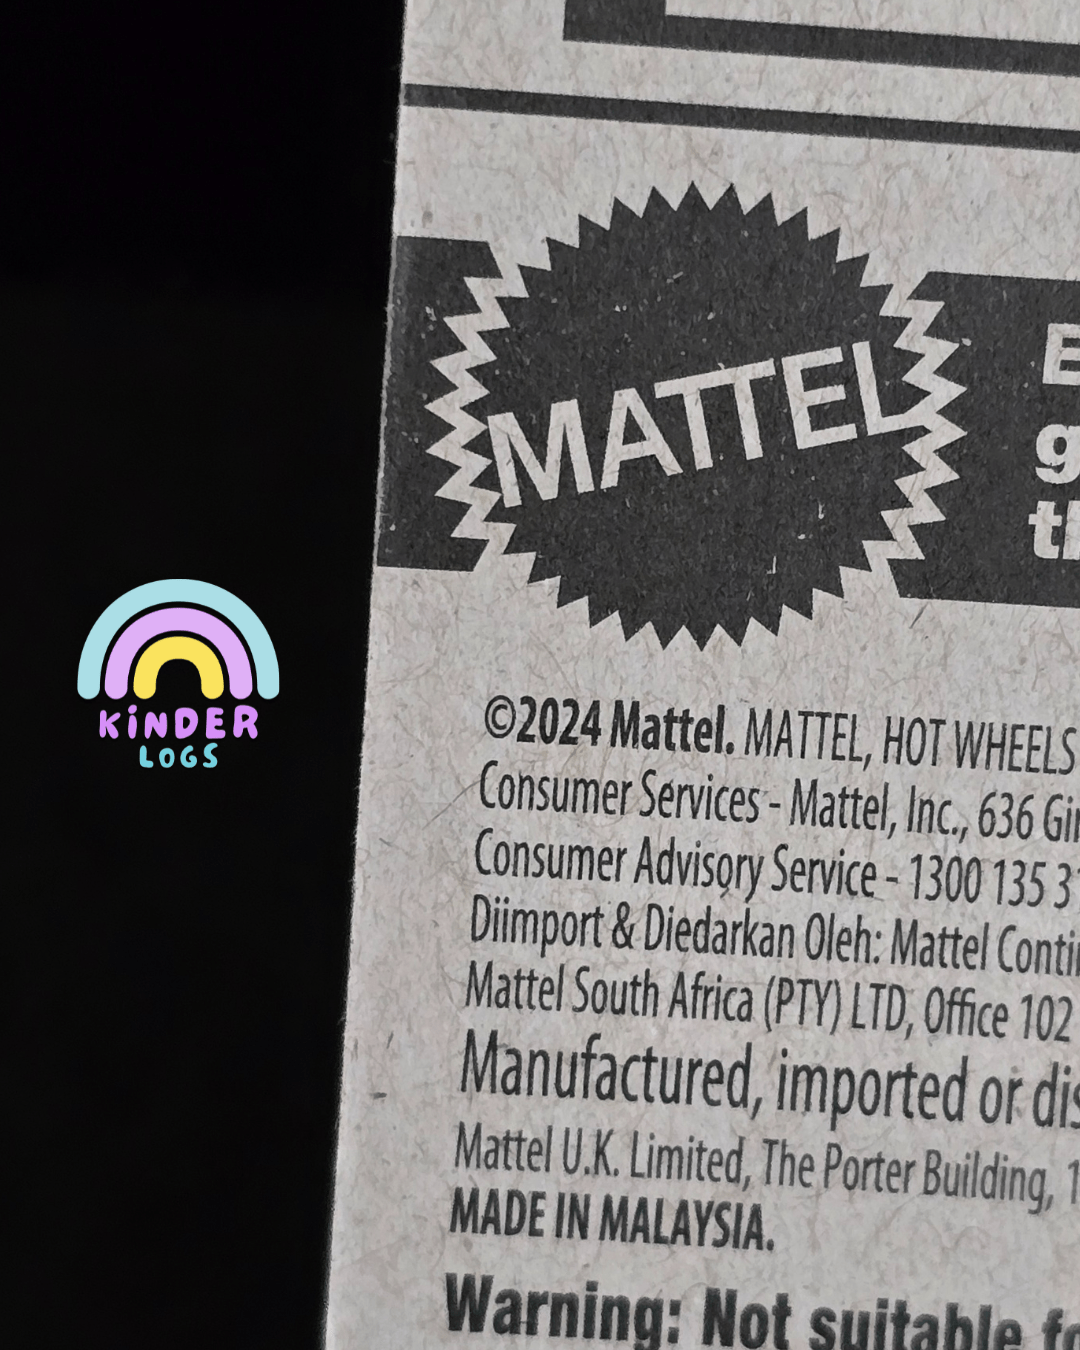 MATTEL
g
©2024 Mattel. MATTEL, HOT WHEELS
Consumer Services - Mattel, Inc., 636
Consumer Advisory Service - 1300 135
Diimport & Diedarkan Oleh: Mattel
Mattel South Africa (PTY) LTD, Office 102
Manufactured, imported or
Mattel U.K. Limited, The Porter Building,
MADE IN MALAYSIA.
Warning: Not suitable
KiNDER
LOGS